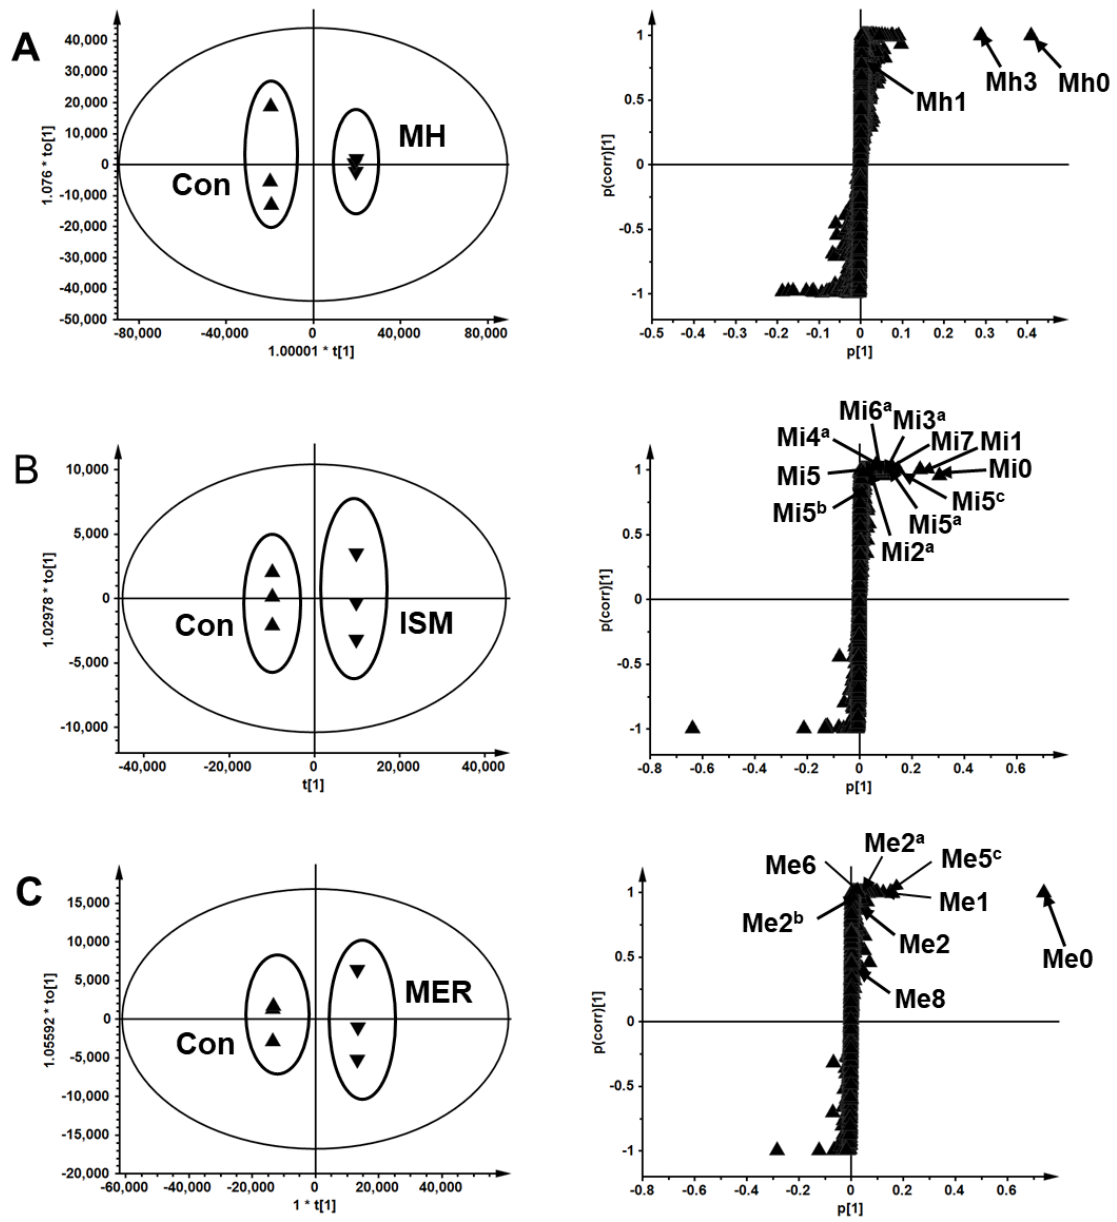 A
40,000
30,000
20,000
10,000
0
-10,000
-20,000
-30,000
-40,000
-50,000
1.076 * to[1]
Con
MH
-80,000 -40,000 0 40,000 80,000
1.00001 * t[1]
1
0.5
0
-0.5
-1
p(corr)[1]
Mh1
Mh3
Mh0
-0.5 -0.4 -0.3 -0.2 -0.1 0 0.1 0.2 0.3 0.4
p[1]
B
10,000
5,000
0
-5,000
-10,000
1.02978 * to[1]
Con
ISM
-40,000 -20,000 0 20,000 40,000
t[1]
1
0.5
0
-0.5
-1
p(corr)[1]
Mi6ᵃ
Mi3ᵃ
Mi4ᵃ
Mi7
Mi1
Mi5
Mi0
Mi5ᵇ
Mi5ᶜ
Mi5ᵃ
Mi2ᵃ
-0.8 -0.6 -0.4 -0.2 0 0.2 0.4 0.6
p[1]
C
15,000
10,000
5,000
0
-5,000
-10,000
-15,000
-20,000
1.05592 * to[1]
Con
MER
-60,000 -40,000 -20,000 0 20,000 40,000
1 * t[1]
1
0.5
0
-0.5
-1
p(corr)[1]
Me2ᵃ
Me6
Me5ᶜ
Me1
Me2ᵇ
Me2
Me0
Me8
-0.8 -0.6 -0.4 -0.2 0 0.2 0.4 0.6
p[1]